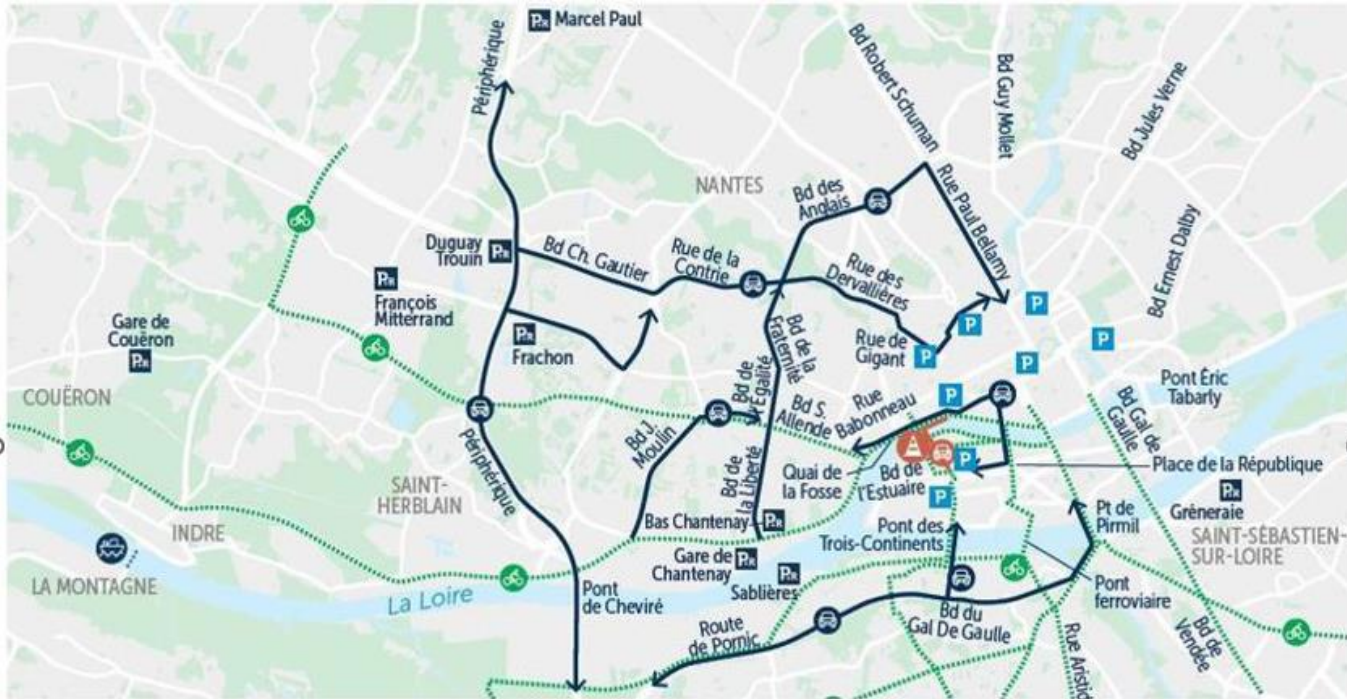 P+R Marcel Paul
Périphérique
Bd Robert Schuman
Bd Guy Mollet
Bd Jules Verne
NANTES
Bd des
Anglais
Rue Paul Bellamy
Bd Ernest Dalby
Duguay
Trouin
P+R
Bd Ch. Gautier
Rue de la
Contrie
Rue des
Dervallières
P+R
François
Mitterrand
Gare de
Couëron
P+R
P+R
Frachon
Bd de la
Fraternité
Rue de
Gigant
P
P
P
P
P
P
P
P
Pont Éric
Tabarly
COUËRON
Bd de
l'Égalité
Bd S.
Allende
Rue
Babonneau
Bd Gal de
Gaulle
Bd J.
Moulin
Périphérique
Bd de
la Liberté
Quai de
la Fosse
Bd de
l'Estuaire
Place de la République
SAINT-
HERBLAIN
P+R
Grèneraie
INDRE
Bas Chantenay P+R
Pont des
Trois-Continents
Pt de
Pirmil
SAINT-SÉBASTIEN-
SUR-LOIRE
LA MONTAGNE
Gare de
Chantenay P+R
P+R
Sablières
La Loire
Pont
de Cheviré
Pont
ferroviaire
Route
de Pornic
Bd du
Gal De Gaulle
Bd de
Vendée
Rue Aristid